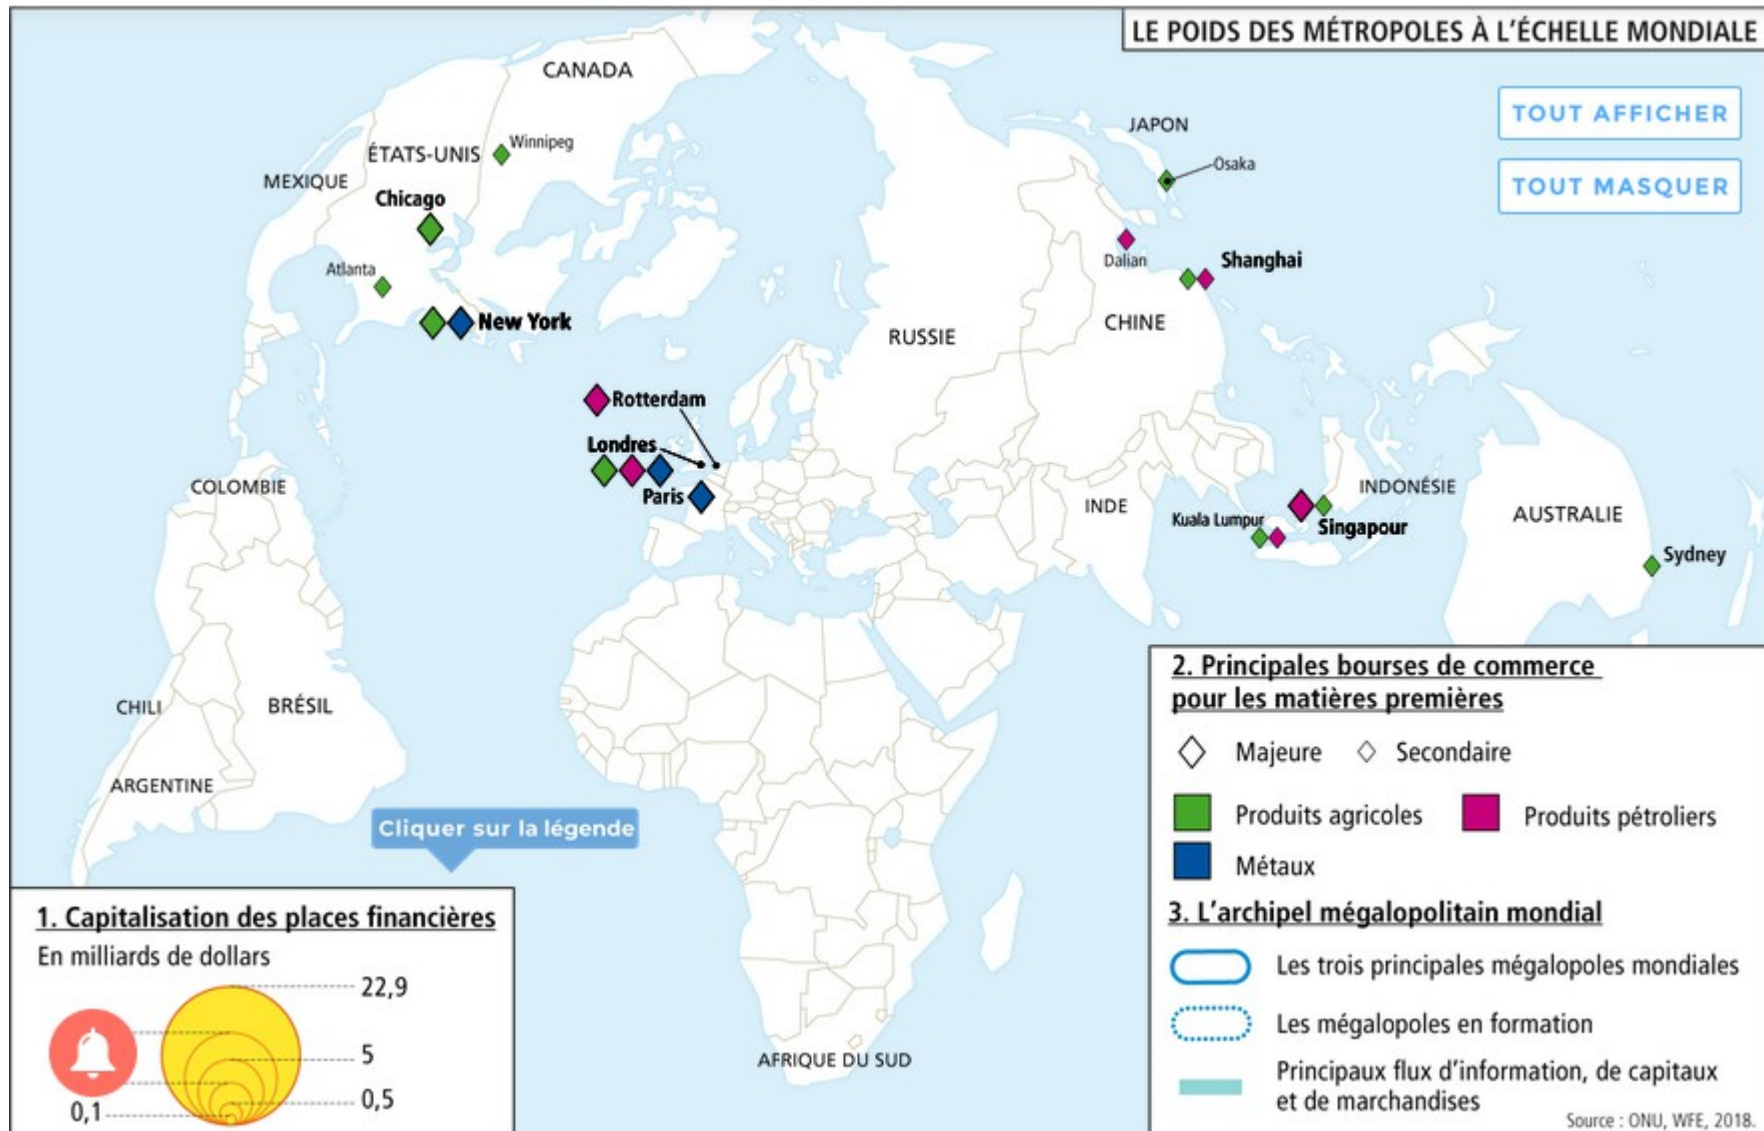 LE POIDS DES MÉTROPOLES À L'ÉCHELLE MONDIALE
TOUT AFFICHER
TOUT MASQUER
CANADA
Winnipeg
ÉTATS-UNIS
MEXIQUE
Chicago
Atlanta
New York
JAPON
Osaka
Dalian
Shanghai
CHINE
RUSSIE
Rotterdam
Londres
Paris
COLOMBIE
INDE
INDONÉSIE
Kuala Lumpur
Singapour
AUSTRALIE
Sydney
CHILI
BRÉSIL
ARGENTINE
AFRIQUE DU SUD
Cliquer sur la légende
1. Capitalisation des places financières
En milliards de dollars
22,9
5
0,5
0,1
2. Principales bourses de commerce
pour les matières premières
Majeure Secondaire
Produits agricoles Produits pétroliers
Métaux
3. L'archipel mégalopolitain mondial
Les trois principales mégalopoles mondiales
Les mégalopoles en formation
Principaux flux d'information, de capitaux
et de marchandises
Source : ONU, WFE, 2018.